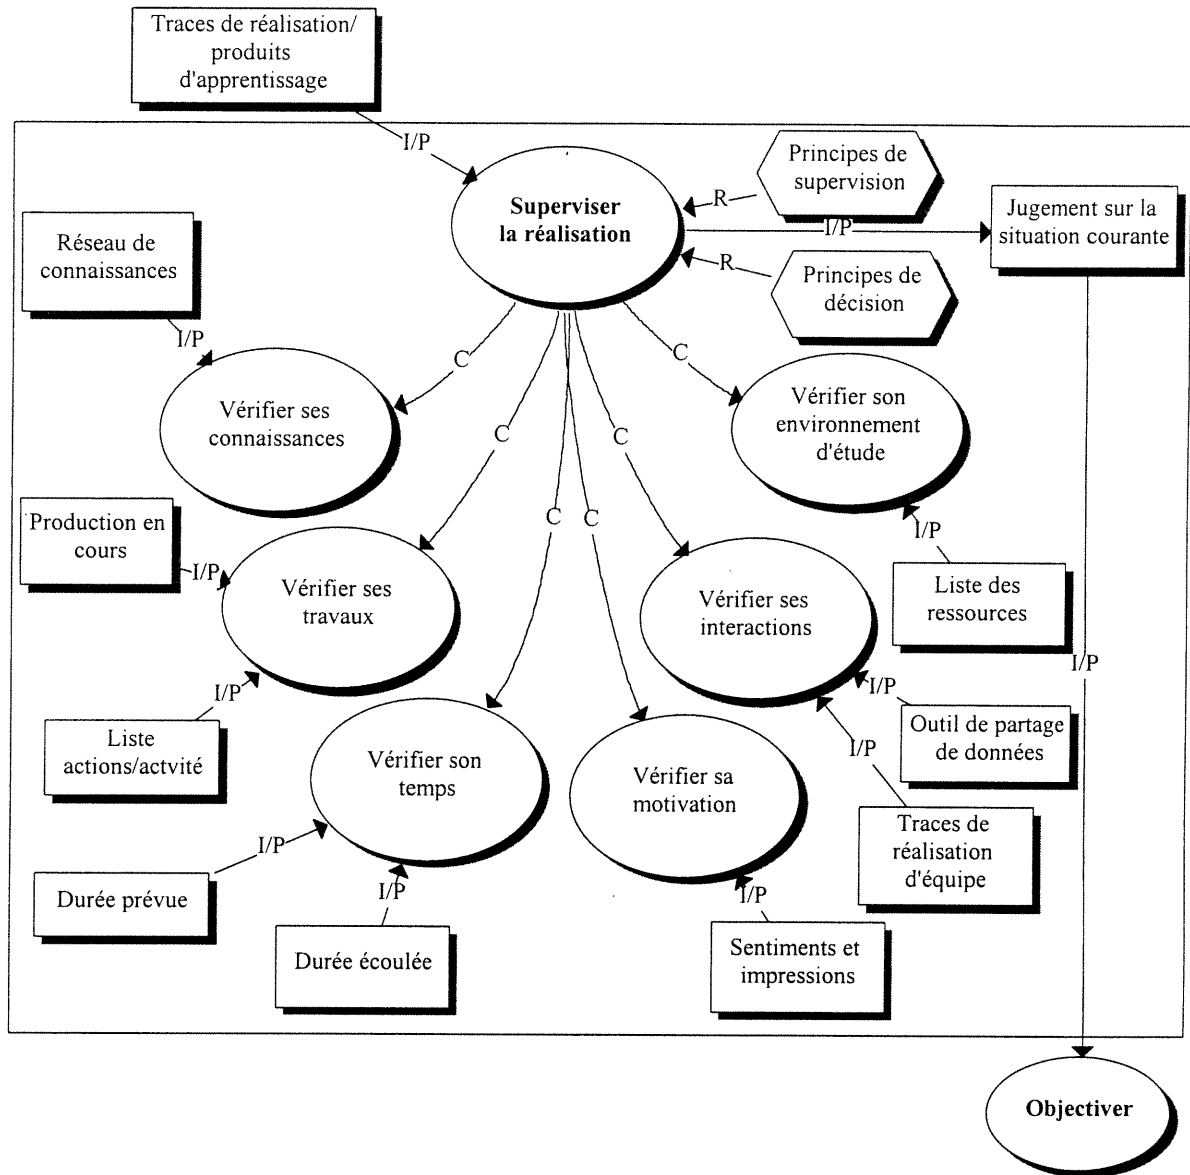 Traces de réalisation/
produits
d'apprentissage
I/P
Superviser
la réalisation
Principes de
supervision
R
I/P
Jugement sur la
situation courante
R
Principes de
décision
Réseau de
connaissances
I/P
C
C
C
C
C
C
Vérifier ses
connaissances
Vérifier son
environnement
d'étude
Production en
cours
I/P
I/P
Vérifier ses
travaux
Vérifier ses
interactions
Liste des
ressources
I/P
I/P
I/P
Liste
actions/actvité
Outil de partage
de données
I/P
Vérifier son
temps
Vérifier sa
motivation
Traces de
réalisation
d'équipe
I/P
Durée prévue
I/P
I/P
Durée écoulée
Sentiments et
impressions
Objectiver